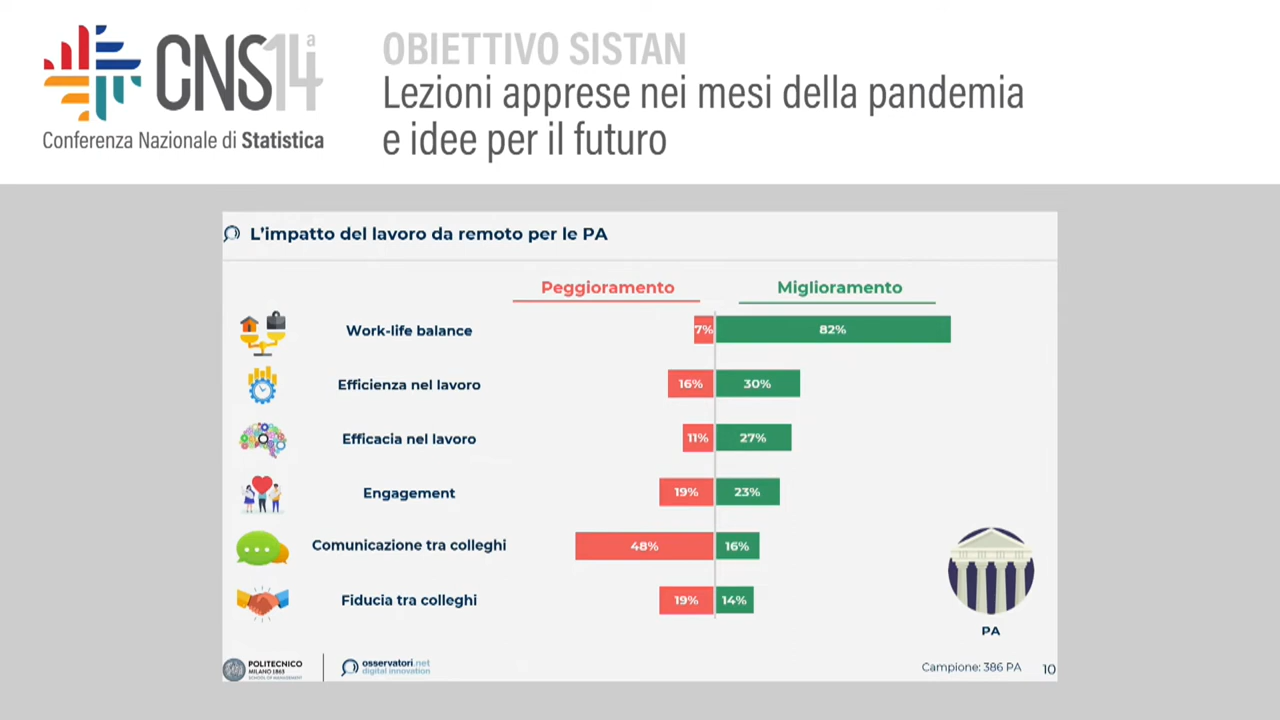 CNS14ª
Conferenza Nazionale di Statistica
OBIETTIVO SISTAN
Lezioni apprese nei mesi della pandemia
e idee per il futuro
L'impatto del lavoro da remoto per le PA
Peggioramento Miglioramento
Work-life balance 7% 82%
Efficienza nel lavoro 16% 30%
Efficacia nel lavoro 11% 27%
Engagement 19% 23%
Comunicazione tra colleghi 48% 16%
Fiducia tra colleghi 19% 14%
PA
POLITECNICO
MILANO 1863
SCHOOL OF MANAGEMENT
osservatori.net
digital innovation
Campione: 386 PA 10